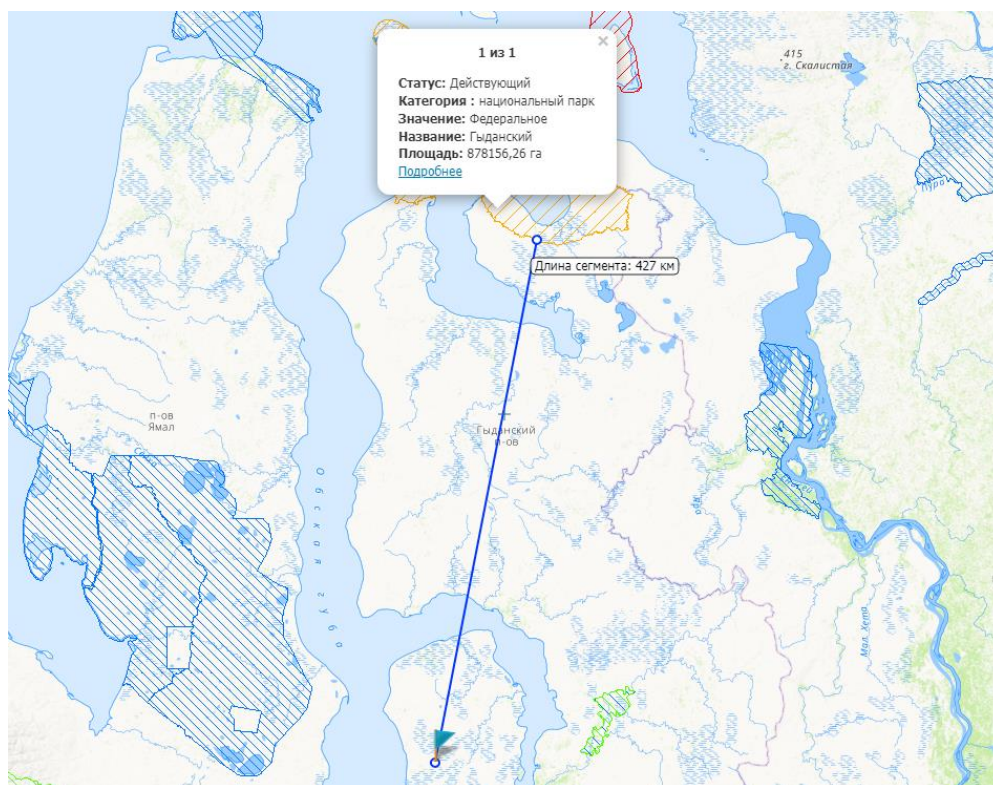 1 из 1
Статус: Действующий
Категория : национальный парк
Значение: Федеральное
Название: Гыданский
Площадь: 878156,26 га
Подробнее
415
г. Скалистая
Пуро
Длина сегмента: 427 км
п-ов
Ямал
Гыданский
п-ов
Обская губа
Мал. Хета